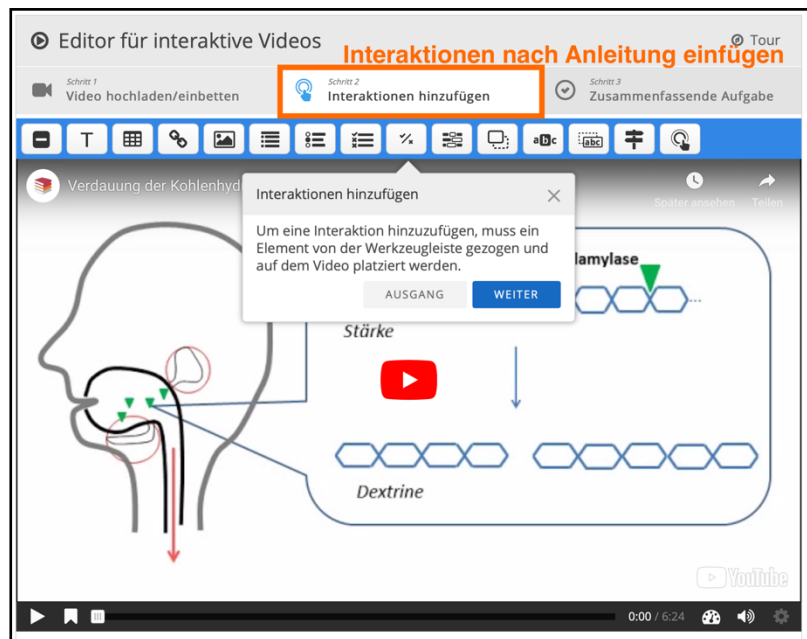 Editor für interaktive Videos
Tour
Interaktionen nach Anleitung einfügen
Schritt 1
Video hochladen/einbetten
Schritt 2
Interaktionen hinzufügen
Schritt 3
Zusammenfassende Aufgabe
T
abc
abc
Verdauung der Kohlenhyd
Später ansehen
Teilen
Interaktionen hinzufügen
Um eine Interaktion hinzuzufügen, muss ein
Element von der Werkzeugleiste gezogen und
auf dem Video platziert werden.
AUSGANG
WEITER
lamylase
Stärke
...
Dextrine
YouTube
0:00 / 6:24